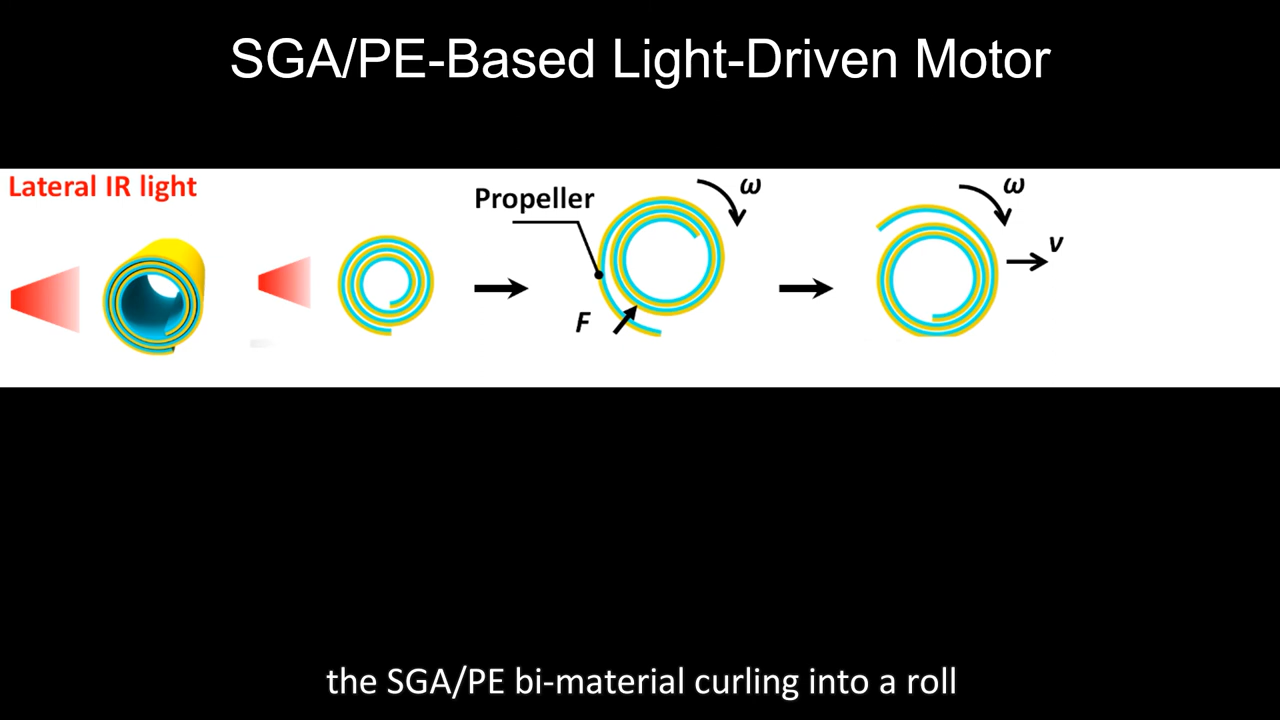 SGA/PE-Based Light-Driven Motor
Lateral IR light
Propeller
ω
F
ω
v
the SGA/PE bi-material curling into a roll